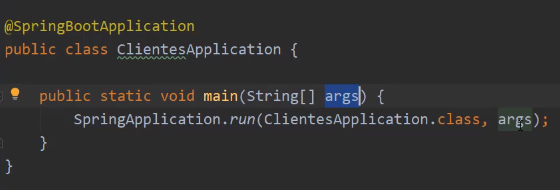 @SpringBootApplication
public class ClientesApplication {
public static void main(String[] args) {
SpringApplication.run(ClientesApplication.class, args);
}
}